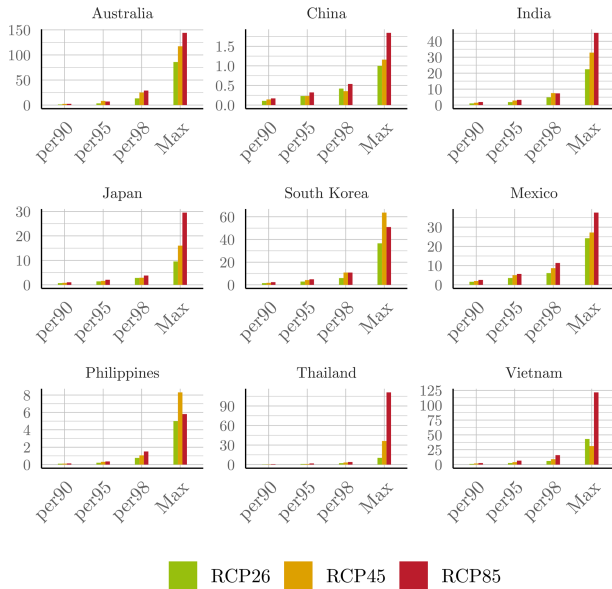 Australia
China
India
150
100
50
0
1.5
1.0
0.5
0.0
40
30
20
10
0
per90
per95
per98
Max
per90
per95
per98
Max
per90
per95
per98
Max
Japan
South Korea
Mexico
30
20
10
0
60
40
20
0
30
20
10
0
per90
per95
per98
Max
per90
per95
per98
Max
per90
per95
per98
Max
Philippines
Thailand
Vietnam
8
6
4
2
0
90
60
30
0
125
100
75
50
25
0
per90
per95
per98
Max
per90
per95
per98
Max
per90
per95
per98
Max
RCP26 RCP45 RCP85